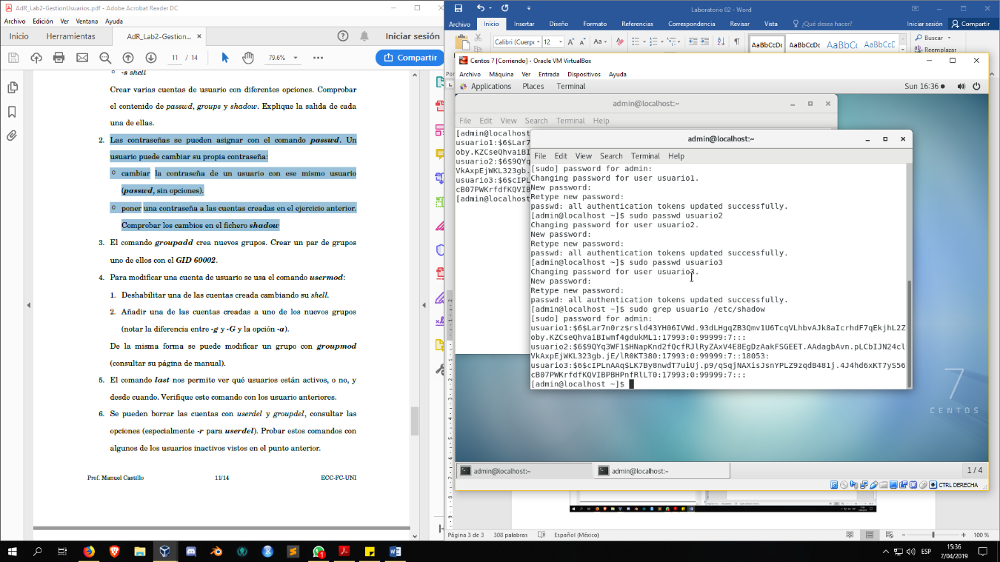 AdR_Lab2-GestionUsuarios.pdf - Adobe Acrobat Reader DC
Archivo Edición Ver Ventana Ayuda
Inicio Herramientas AdR_Lab2-Gestion... Iniciar sesión
11 / 14 79.6% Compartir
-s shell
Crear varias cuentas de usuario con diferentes opciones. Comprobar
el contenido de passwd, groups y shadow. Explique la salida de cada
una de ellas.
2. Las contraseñas se pueden asignar con el comando passwd. Un
usuario puede cambiar su propia contraseña:
cambiar la contraseña de un usuario con ese mismo usuario
(passwd, sin opciones).
poner una contraseña a las cuentas creadas en el ejercicio anterior.
Comprobar los cambios en el fichero shadow
3. El comando groupadd crea nuevos grupos. Crear un par de grupos
uno de ellos con el GID 60002.
4. Para modificar una cuenta de usuario se usa el comando usermod:
1. Deshabilitar una de las cuentas creada cambiando su shell.
2. Añadir una de las cuentas creadas a uno de los nuevos grupos
(notar la diferencia entre -g y -G y la opción -a).
De la misma forma se puede modificar un grupo con groupmod
(consultar su página de manual).
5. El comando last nos permite ver qué usuarios están activos, o no, y
desde cuando. Verifique este comando con los usuario anteriores.
6. Se pueden borrar las cuentas con userdel y groupdel, consultar las
opciones (especialmente -r para userdel). Probar estos comandos con
algunos de los usuarios inactivos vistos en el punto anterior.
Prof. Manuel Castillo 11/14 ECC-FC-UNI
Laboratorio 02 - Word
Archivo Inicio Insertar Diseño Formato Referencias Correspondencia Revisar Vista ¿Qué desea hacer? Iniciar sesión Compartir
Calibri (Cuerp 12 Aa AaBbCcDc AaBbCcDc AaBbC AaBbCcE Buscar
Reemplazar
Centos 7 [Corriendo] - Oracle VM VirtualBox
Archivo Máquina Ver Entrada Dispositivos Ayuda
Applications Places Terminal Sun 16:36
admin@localhost:~
File Edit View Search Terminal Help
[admin@localhost
usuario1:$6$Lar7
oby.KZCseQhvaiBI
usuario2:$6$9QYq
VkAxpEjWKL323gb.
usuario3:$6$cIPL
cB07PWKrfdfKQVIB
[admin@localhost
admin@localhost:~
File Edit View Search Terminal Help
[sudo] password for admin:
Changing password for user usuario1.
New password:
Retype new password:
passwd: all authentication tokens updated successfully.
[admin@localhost ~]$ sudo passwd usuario2
Changing password for user usuario2.
New password:
Retype new password:
passwd: all authentication tokens updated successfully.
[admin@localhost ~]$ sudo passwd usuario3
Changing password for user usuario3.
New password:
Retype new password:
passwd: all authentication tokens updated successfully.
[admin@localhost ~]$ sudo grep usuario /etc/shadow
[sudo] password for admin:
usuario1:$6$Lar7n0rz$rsld43YH06IVWd.93dLHgqZB3Qmv1U6TcqVLhbvAJk8aIcrhdF7qEkjhL2Z
oby.KZCseQhvaiBIwmf4gdukML1:17993:0:99999:7:::
usuario2:$6$9QYq3WF1$HNapKnd2fQcfRJlRyZAxV4E8EgDzAakFSGEET.AAdagbAvn.pLCbIJN24cl
VkAxpEjWKL323gb.jE/lR0KT380:17993:0:99999:7::18053:
usuario3:$6$cIPLnAAq$LK7By8nwdT7uiUj.p9/qSqjNAXisJsnYPLZ9zqdB481j.4J4hd6xKT7yS56
cB07PWKrfdfKQVIBPBHPnfRlLT0:17993:0:99999:7:::
[admin@localhost ~]$
7
CENTOS
admin@localhost:~ admin@localhost:~ 1 / 4
CTRL DERECHA
Página 3 de 3 308 palabras Español (México) 100 %
ESP 15:36
7/04/2019